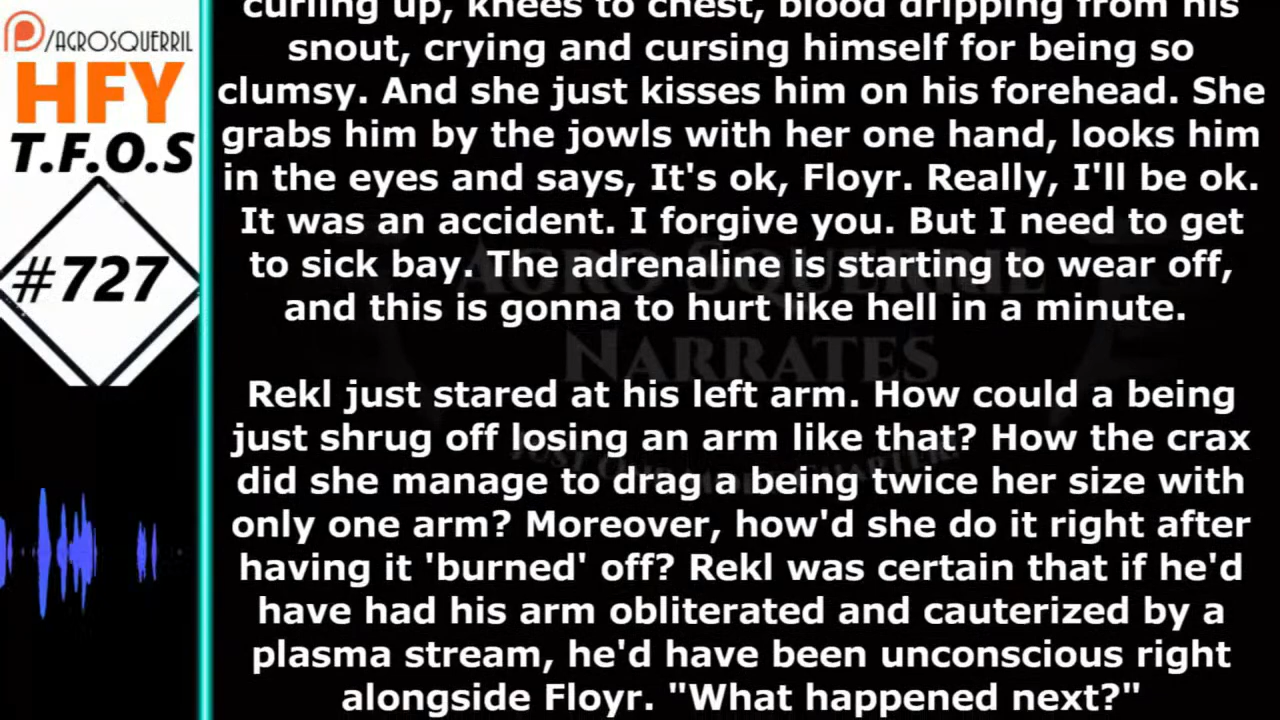 /AGROSQUERRIL
HFY
T.F.O.S
#727
curling up, knees to chest, blood dripping from his
snout, crying and cursing himself for being so
clumsy. And she just kisses him on his forehead. She
grabs him by the jowls with her one hand, looks him
in the eyes and says, It's ok, Floyr. Really, I'll be ok.
It was an accident. I forgive you. But I need to get
to sick bay. The adrenaline is starting to wear off,
and this is gonna to hurt like hell in a minute.
Rekl just stared at his left arm. How could a being
just shrug off losing an arm like that? How the crax
did she manage to drag a being twice her size with
only one arm? Moreover, how'd she do it right after
having it 'burned' off? Rekl was certain that if he'd
have had his arm obliterated and cauterized by a
plasma stream, he'd have been unconscious right
alongside Floyr. "What happened next?"
AGRO SQUERRIL
NARRATES